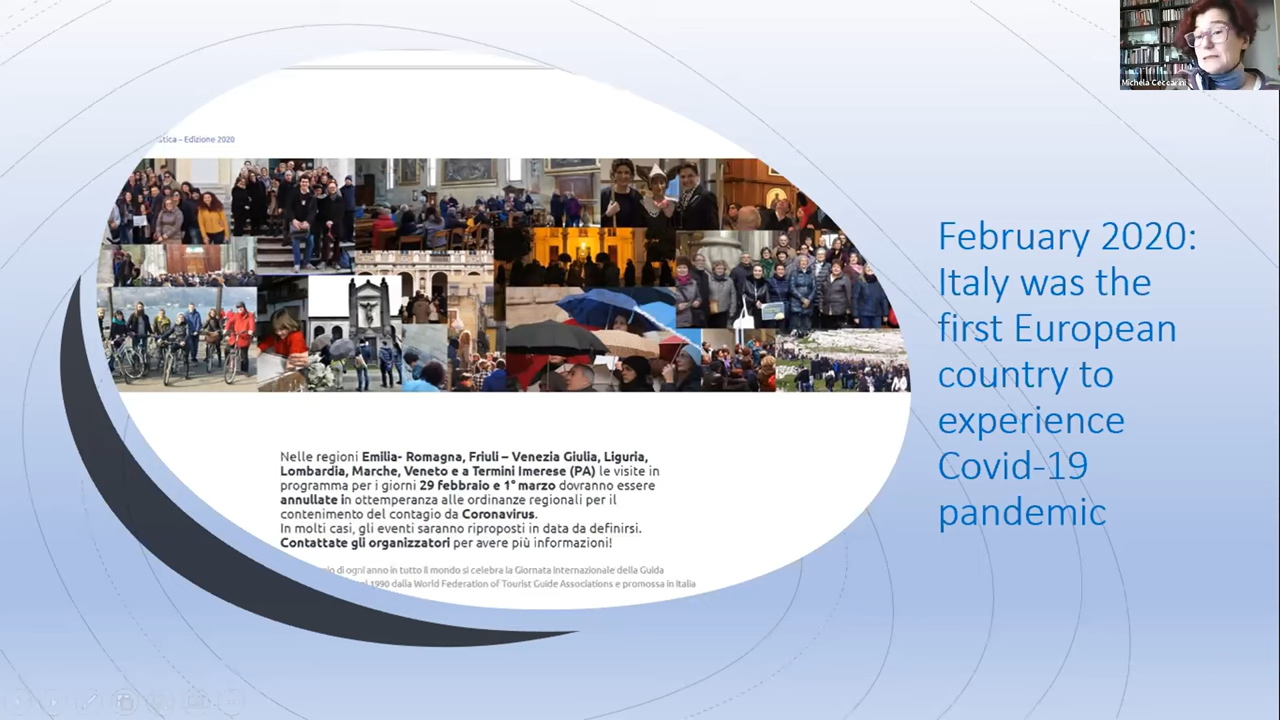 Michela Ceccarini
tica - Edizione 2020
February 2020:
Italy was the
first European
country to
experience
Covid-19
pandemic
Nelle regioni Emilia- Romagna, Friuli – Venezia Giulia, Liguria,
Lombardia, Marche, Veneto e a Termini Imerese (PA) le visite in
programma per i giorni 29 febbraio e 1° marzo dovranno essere
annullate in ottemperanza alle ordinanze regionali per il
contenimento del contagio da Coronavirus.
In molti casi, gli eventi saranno riproposti in data da definirsi.
Contattate gli organizzatori per avere più informazioni!
di ogni anno in tutto il mondo si celebra la Giornata Internazionale della Guida
1990 dalla World Federation of Tourist Guide Associations e promossa in Italia